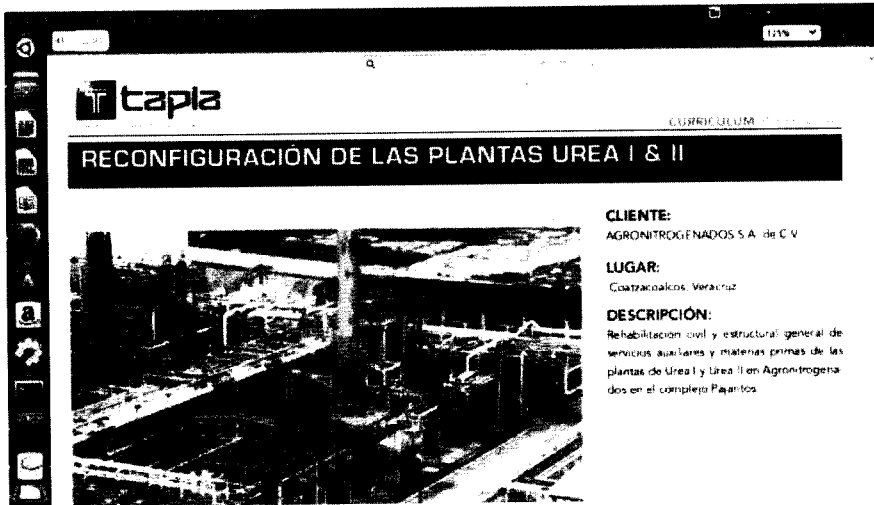 125%
tapia
CURRICULUM
RECONFIGURACIÓN DE LAS PLANTAS UREA I & II
CLIENTE:
AGRONITROGENADOS S.A. de C.V.
LUGAR:
Coatzacoalcos, Veracruz
DESCRIPCIÓN:
Rehabilitación civil y estructural general de
servicios auxiliares y materias primas de las
plantas de Urea I y Urea II en Agronitrogena-
dos en el complejo Pajaritos